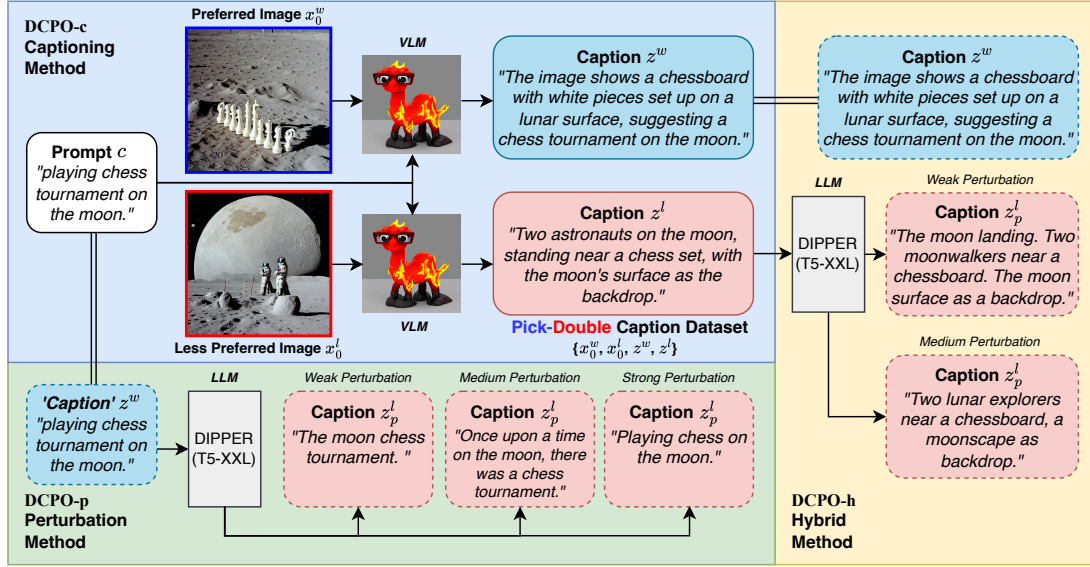 DCPO-c
Captioning
Method
Preferred Image x_0^w
VLM
Caption z^w
"The image shows a chessboard
with white pieces set up on a
lunar surface, suggesting a
chess tournament on the moon."
Caption z^w
"The image shows a chessboard
with white pieces set up on a
lunar surface, suggesting a
chess tournament on the moon."
Prompt c
"playing chess
tournament on
the moon."
Less Preferred Image x_0^l
VLM
Caption z^l
"Two astronauts on the moon,
standing near a chess set, with
the moon's surface as the
backdrop."
Pick-Double Caption Dataset
{x_0^w, x_0^l, z^w, z^l}
LLM
DIPPER
(T5-XXL)
Weak Perturbation
Caption z_p^l
"The moon landing. Two
moonwalkers near a
chessboard. The moon
surface as a backdrop."
Medium Perturbation
Caption z_p^l
"Two lunar explorers
near a chessboard, a
moonscape as
backdrop."
DCPO-h
Hybrid
Method
'Caption' z^w
"playing chess
tournament on
the moon."
DCPO-p
Perturbation
Method
LLM
DIPPER
(T5-XXL)
Weak Perturbation
Caption z_p^l
"The moon chess
tournament. "
Medium Perturbation
Caption z_p^l
"Once upon a time
on the moon, there
was a chess
tournament."
Strong Perturbation
Caption z_p^l
"Playing chess on
the moon."